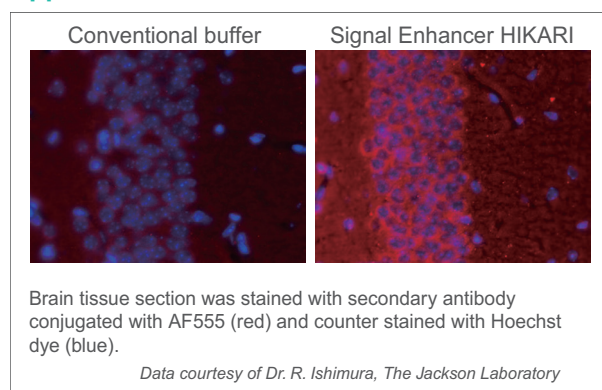 Conventional buffer
Signal Enhancer HIKARI
Brain tissue section was stained with secondary antibody
conjugated with AF555 (red) and counter stained with Hoechst
dye (blue).
Data courtesy of Dr. R. Ishimura, The Jackson Laboratory